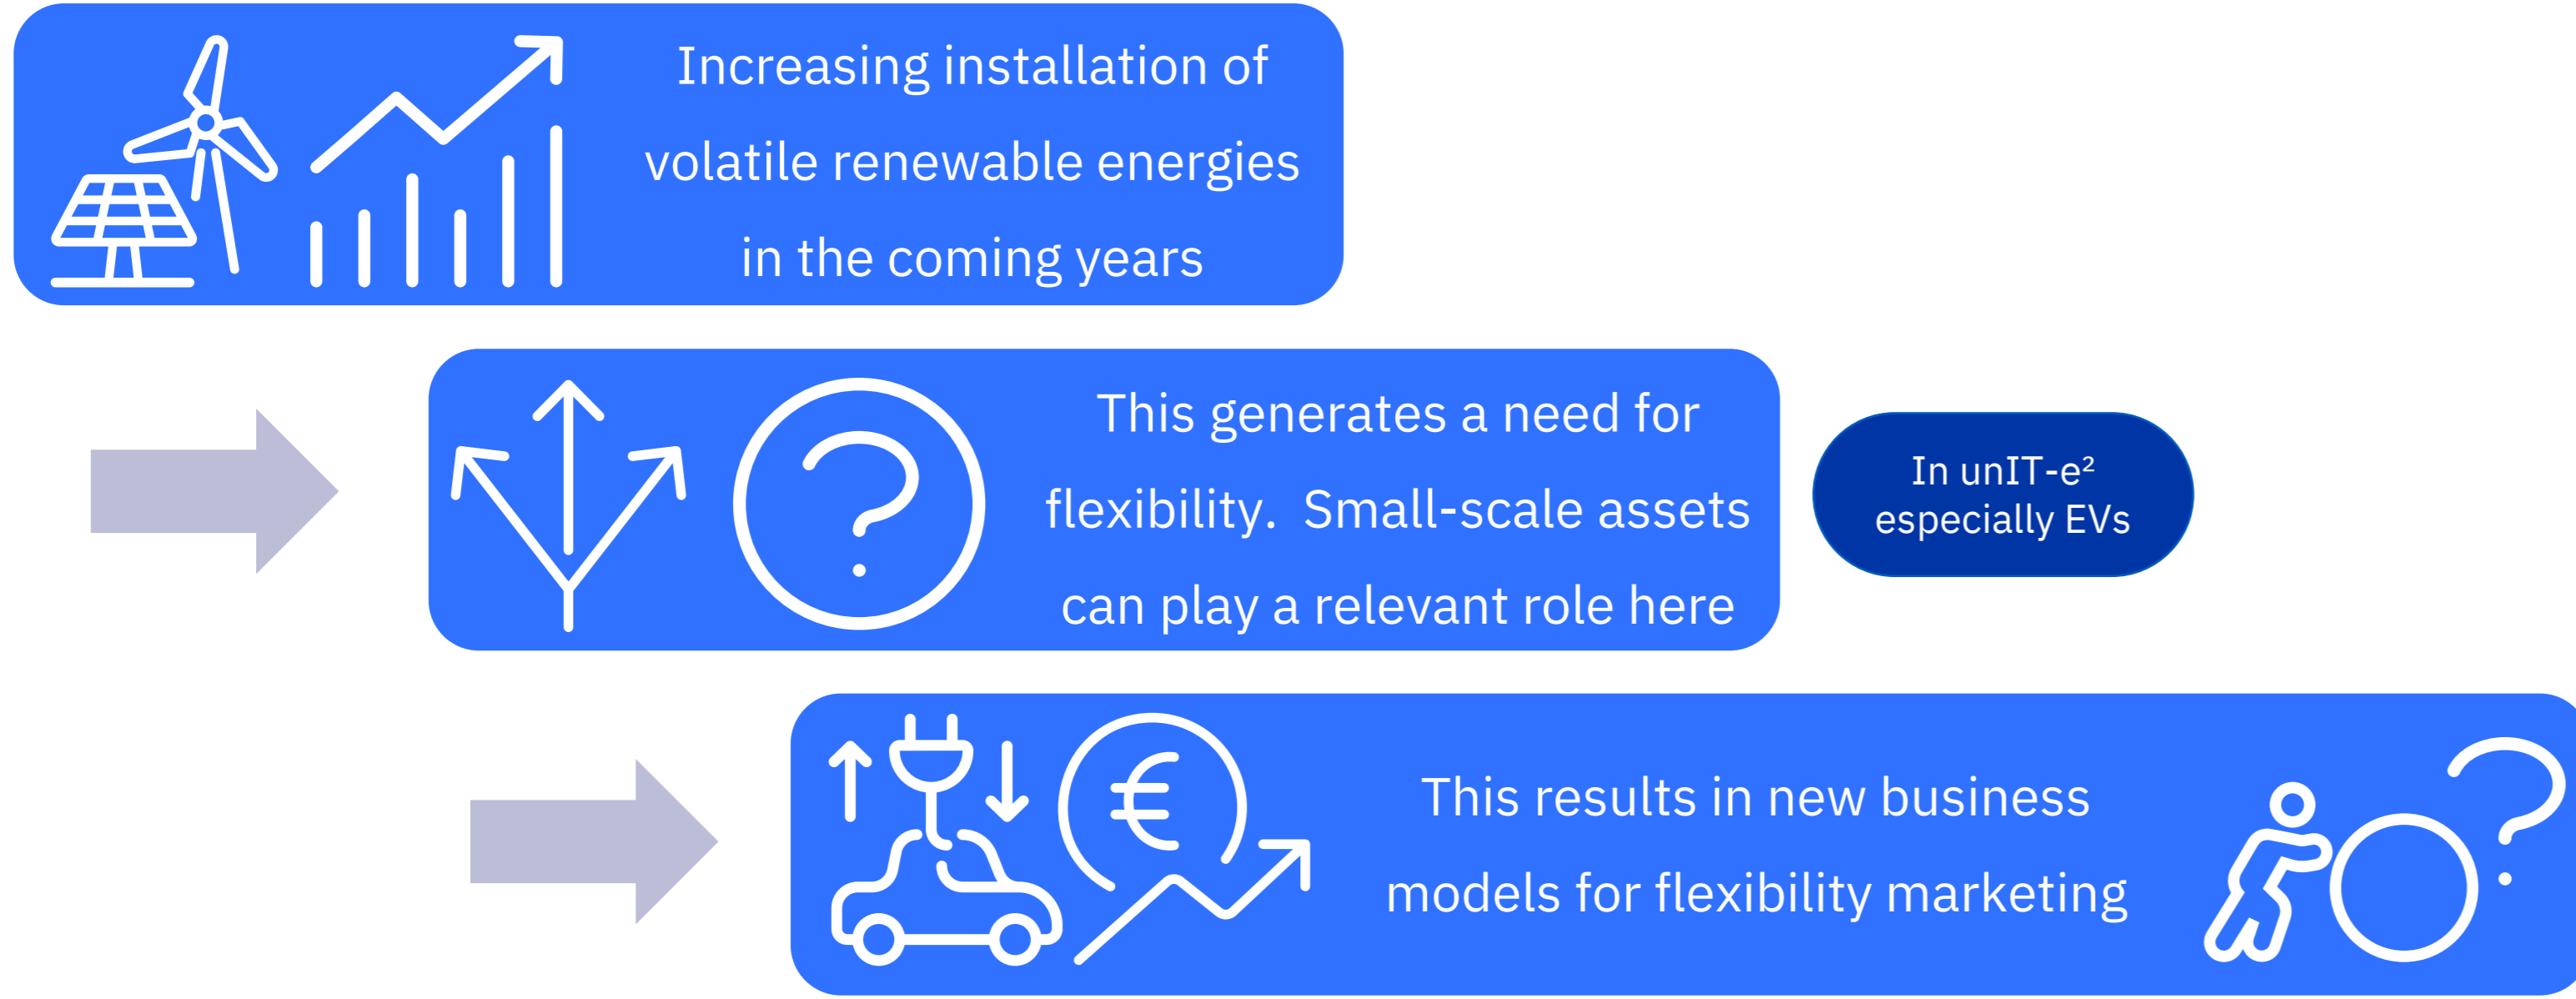 Increasing installation of
volatile renewable energies
in the coming years
This generates a need for
flexibility.  Small-scale assets
can play a relevant role here
In unIT-e²
especially EVs
€
This results in new business
models for flexibility marketing